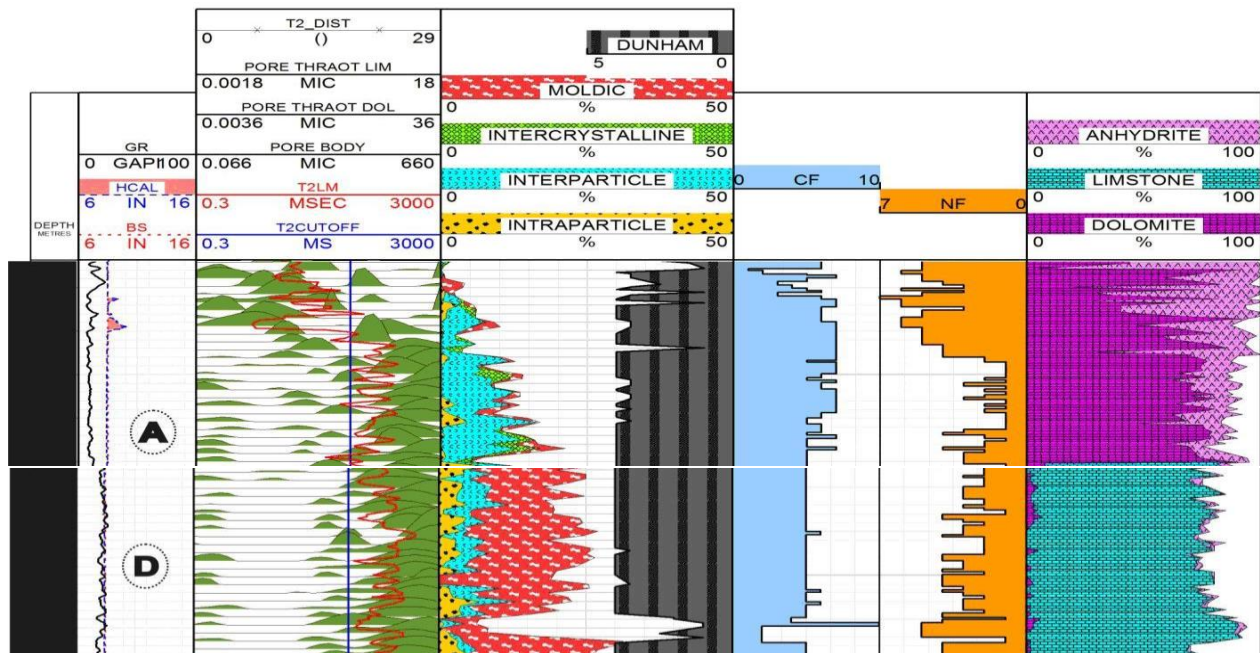 DEPTH
METRES
GR
0 GAPI 100
HCAL
6 IN 16
BS
6 IN 16
T2_DIST
0 () 29
PORE THRAOT LIM
0.0018 MIC 18
PORE THRAOT DOL
0.0036 MIC 36
PORE BODY
0.066 MIC 660
T2LM
0.3 MSEC 3000
T2CUTOFF
0.3 MS 3000
DUNHAM
5 0
MOLDIC
0 % 50
INTERCRYSTALLINE
0 % 50
INTERPARTICLE
0 % 50
INTRAPARTICLE
0 % 50
0 CF 10
7 NF 0
ANHYDRITE
0 % 100
LIMSTONE
0 % 100
DOLOMITE
0 % 100
A
D